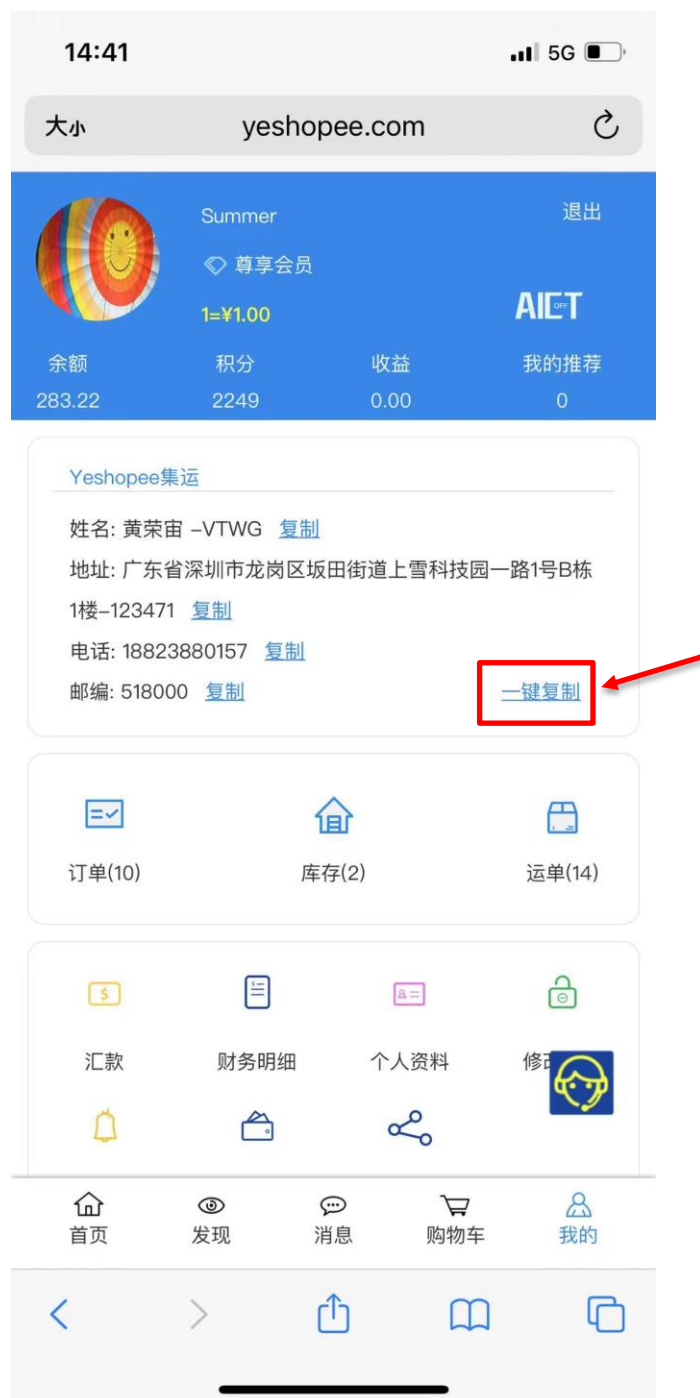 14:41 5G
大小 yeshopee.com
Summer 退出
尊享会员
1=¥1.00
AICT OFF
余额 积分 收益 我的推荐
283.22 2249 0.00 0
Yeshopee集运
姓名: 黄荣宙 –VTWG 复制
地址: 广东省深圳市龙岗区坂田街道上雪科技园一路1号B栋
1楼–123471 复制
电话: 18823880157 复制
邮编: 518000 复制 一键复制
订单(10) 库存(2) 运单(14)
汇款 财务明细 个人资料 修
首页 发现 消息 购物车 我的